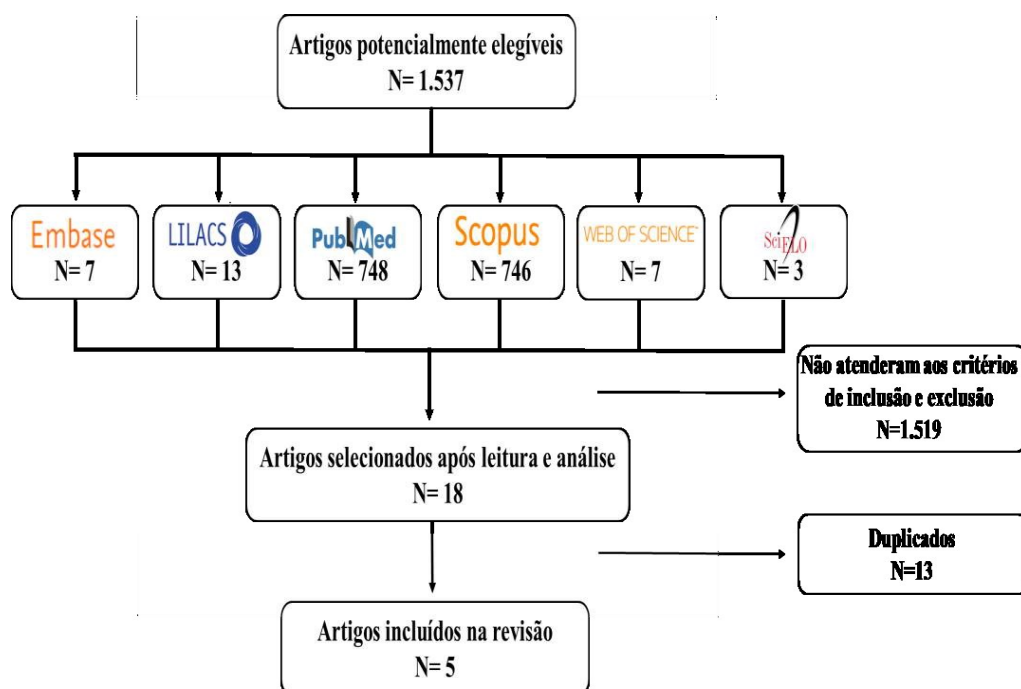 Artigos potencialmente elegíveis
N= 1.537
Embase
N= 7
LILACS
N= 13
PubMed
N= 748
Scopus
N= 746
WEB OF SCIENCE™
N= 7
SciELO
N= 3
Não atenderam aos critérios
de inclusão e exclusão
N=1.519
Artigos selecionados após leitura e análise
N= 18
Duplicados
N=13
Artigos incluídos na revisão
N= 5